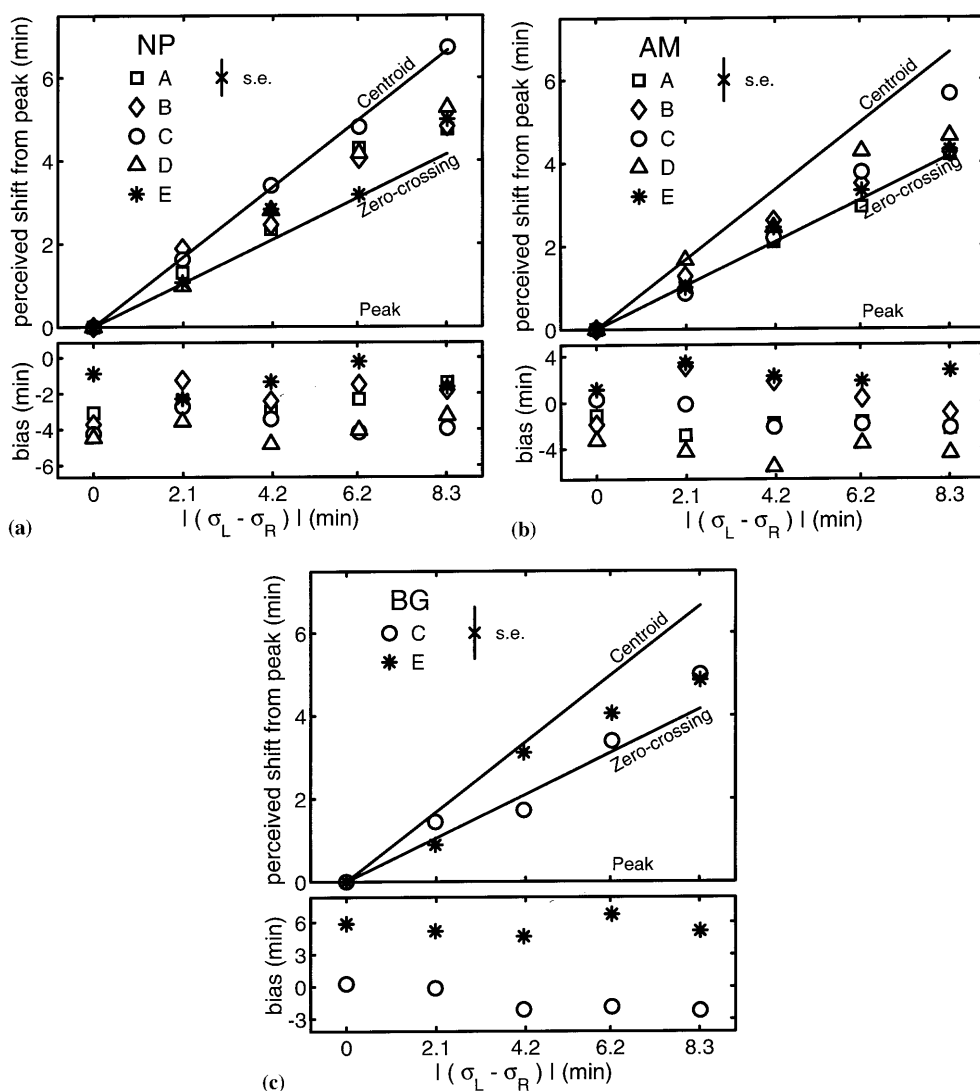 NP
A
B
C
D
E
s.e.
Centroid
Zero-crossing
Peak
perceived shift from peak (min)
6
4
2
0
bias (min)
0
-2
-4
-6
0 2.1 4.2 6.2 8.3
| ( σL - σR ) | (min)
(a)
AM
A
B
C
D
E
s.e.
Centroid
Zero-crossing
Peak
perceived shift from peak (min)
6
4
2
0
bias (min)
4
0
-4
0 2.1 4.2 6.2 8.3
| ( σL - σR ) | (min)
(b)
BG
C
E
s.e.
Centroid
Zero-crossing
Peak
perceived shift from peak (min)
6
4
2
0
bias (min)
6
3
0
-3
0 2.1 4.2 6.2 8.3
| ( σL - σR ) | (min)
(c)